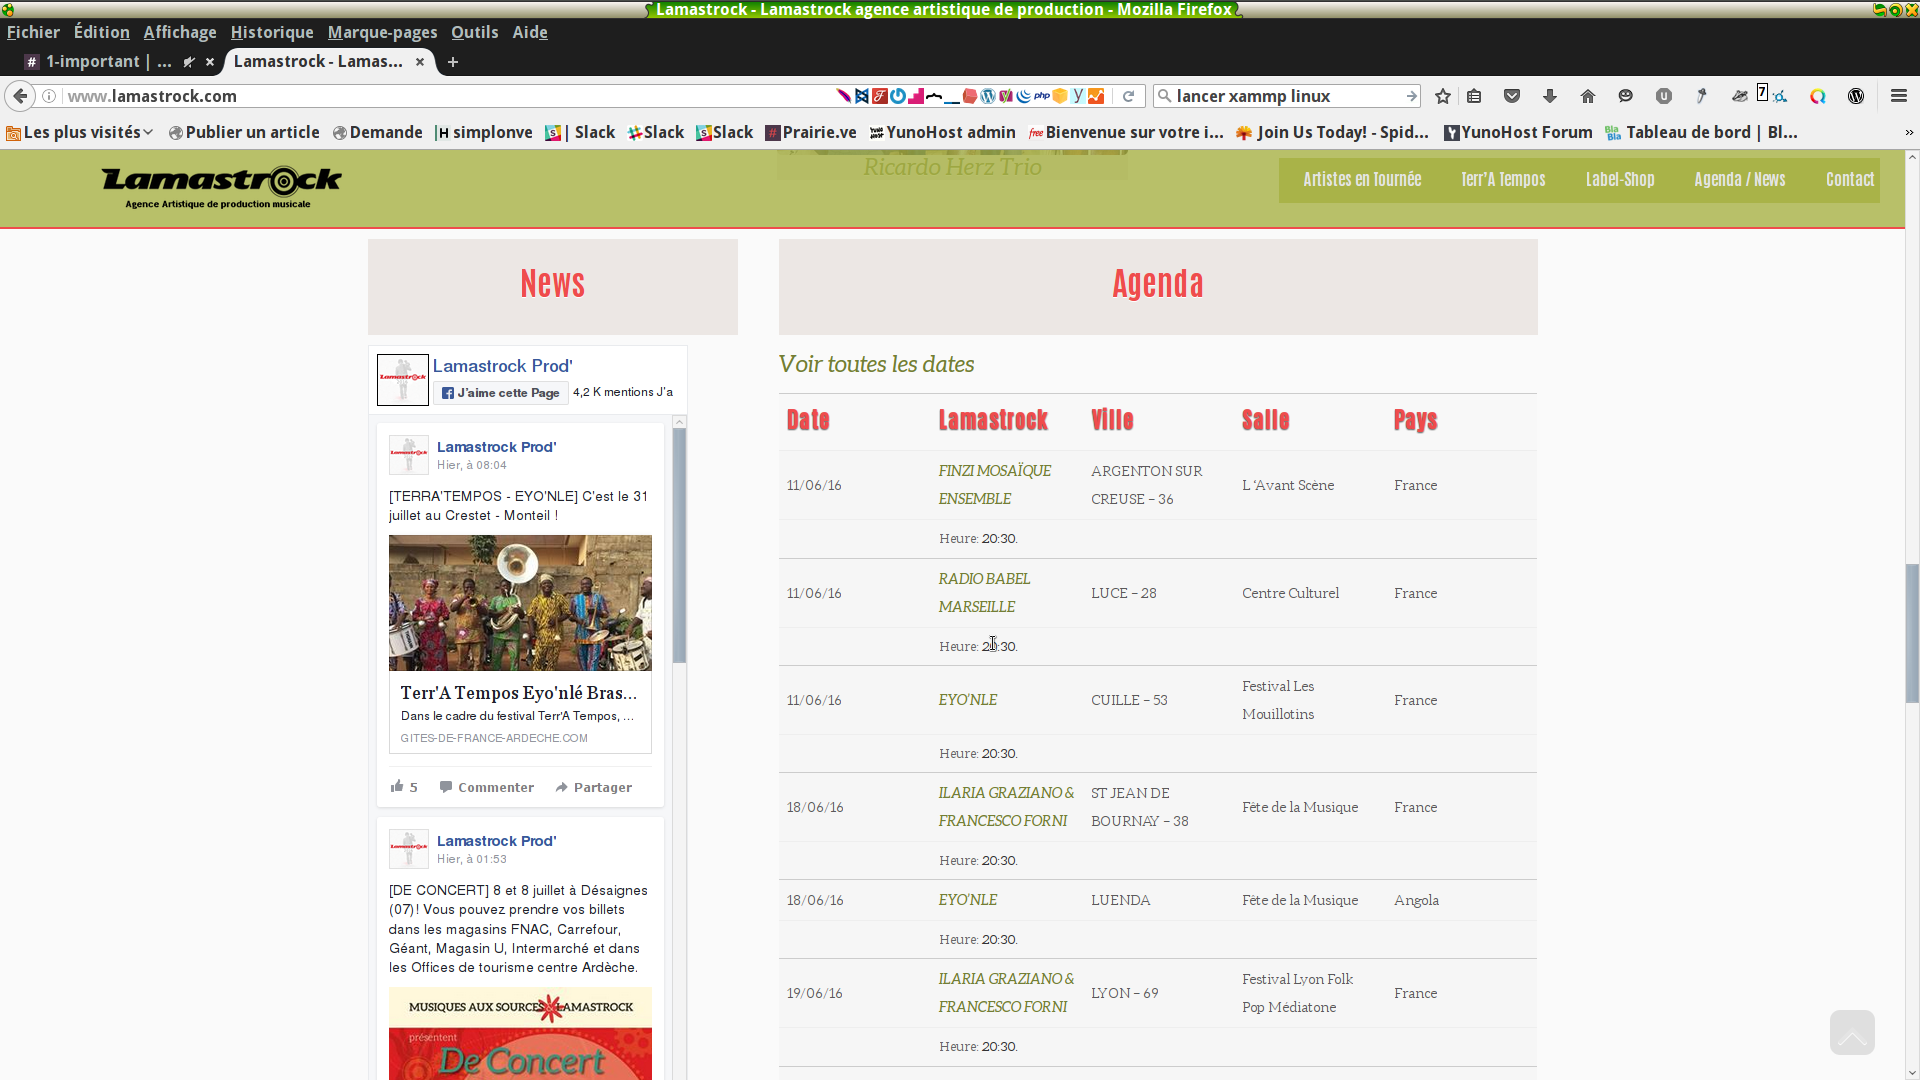 Lamastrock - Lamastrock agence artistique de production - Mozilla Firefox
Fichier Édition Affichage Historique Marque-pages Outils Aide
1-important | ... Lamastrock - Lamas...
www.lamastrock.com lancer xammp linux 7
Les plus visités Publier un article Demande simplonve | Slack Slack Slack Prairie.ve YunoHost admin Bienvenue sur votre i... Join Us Today! - Spid... YunoHost Forum Tableau de bord | Bl...
Lamastrock
Agence Artistique de production musicale
Ricardo Herz Trio
Artistes en Tournée Terr'A Tempos Label-Shop Agenda / News Contact
News
Lamastrock Prod'
J'aime cette Page 4,2 K mentions J'a
Lamastrock Prod'
Hier, à 08:04
[TERRA'TEMPOS - EYO'NLE] C'est le 31
juillet au Crestet - Monteil !
Terr'A Tempos Eyo'nlé Bras...
Dans le cadre du festival Terr'A Tempos, ...
GITES-DE-FRANCE-ARDECHE.COM
5 Commenter Partager
Lamastrock Prod'
Hier, à 01:53
[DE CONCERT] 8 et 8 juillet à Désaignes
(07)! Vous pouvez prendre vos billets
dans les magasins FNAC, Carrefour,
Géant, Magasin U, Intermarché et dans
les Offices de tourisme centre Ardèche.
MUSIQUES AUX SOURCES LAMASTROCK
présentent
De Concert
Agenda
Voir toutes les dates
Date Lamastrock Ville Salle Pays
11/06/16 FINZI MOSAÏQUE ENSEMBLE ARGENTON SUR CREUSE – 36 L 'Avant Scène France
Heure: 20:30.
11/06/16 RADIO BABEL MARSEILLE LUCE – 28 Centre Culturel France
Heure: 20:30.
11/06/16 EYO'NLE CUILLE – 53 Festival Les Mouillotins France
Heure: 20:30.
18/06/16 ILARIA GRAZIANO & FRANCESCO FORNI ST JEAN DE BOURNAY – 38 Fête de la Musique France
Heure: 20:30.
18/06/16 EYO'NLE LUENDA Fête de la Musique Angola
Heure: 20:30.
19/06/16 ILARIA GRAZIANO & FRANCESCO FORNI LYON – 69 Festival Lyon Folk Pop Médiatone France
Heure: 20:30.